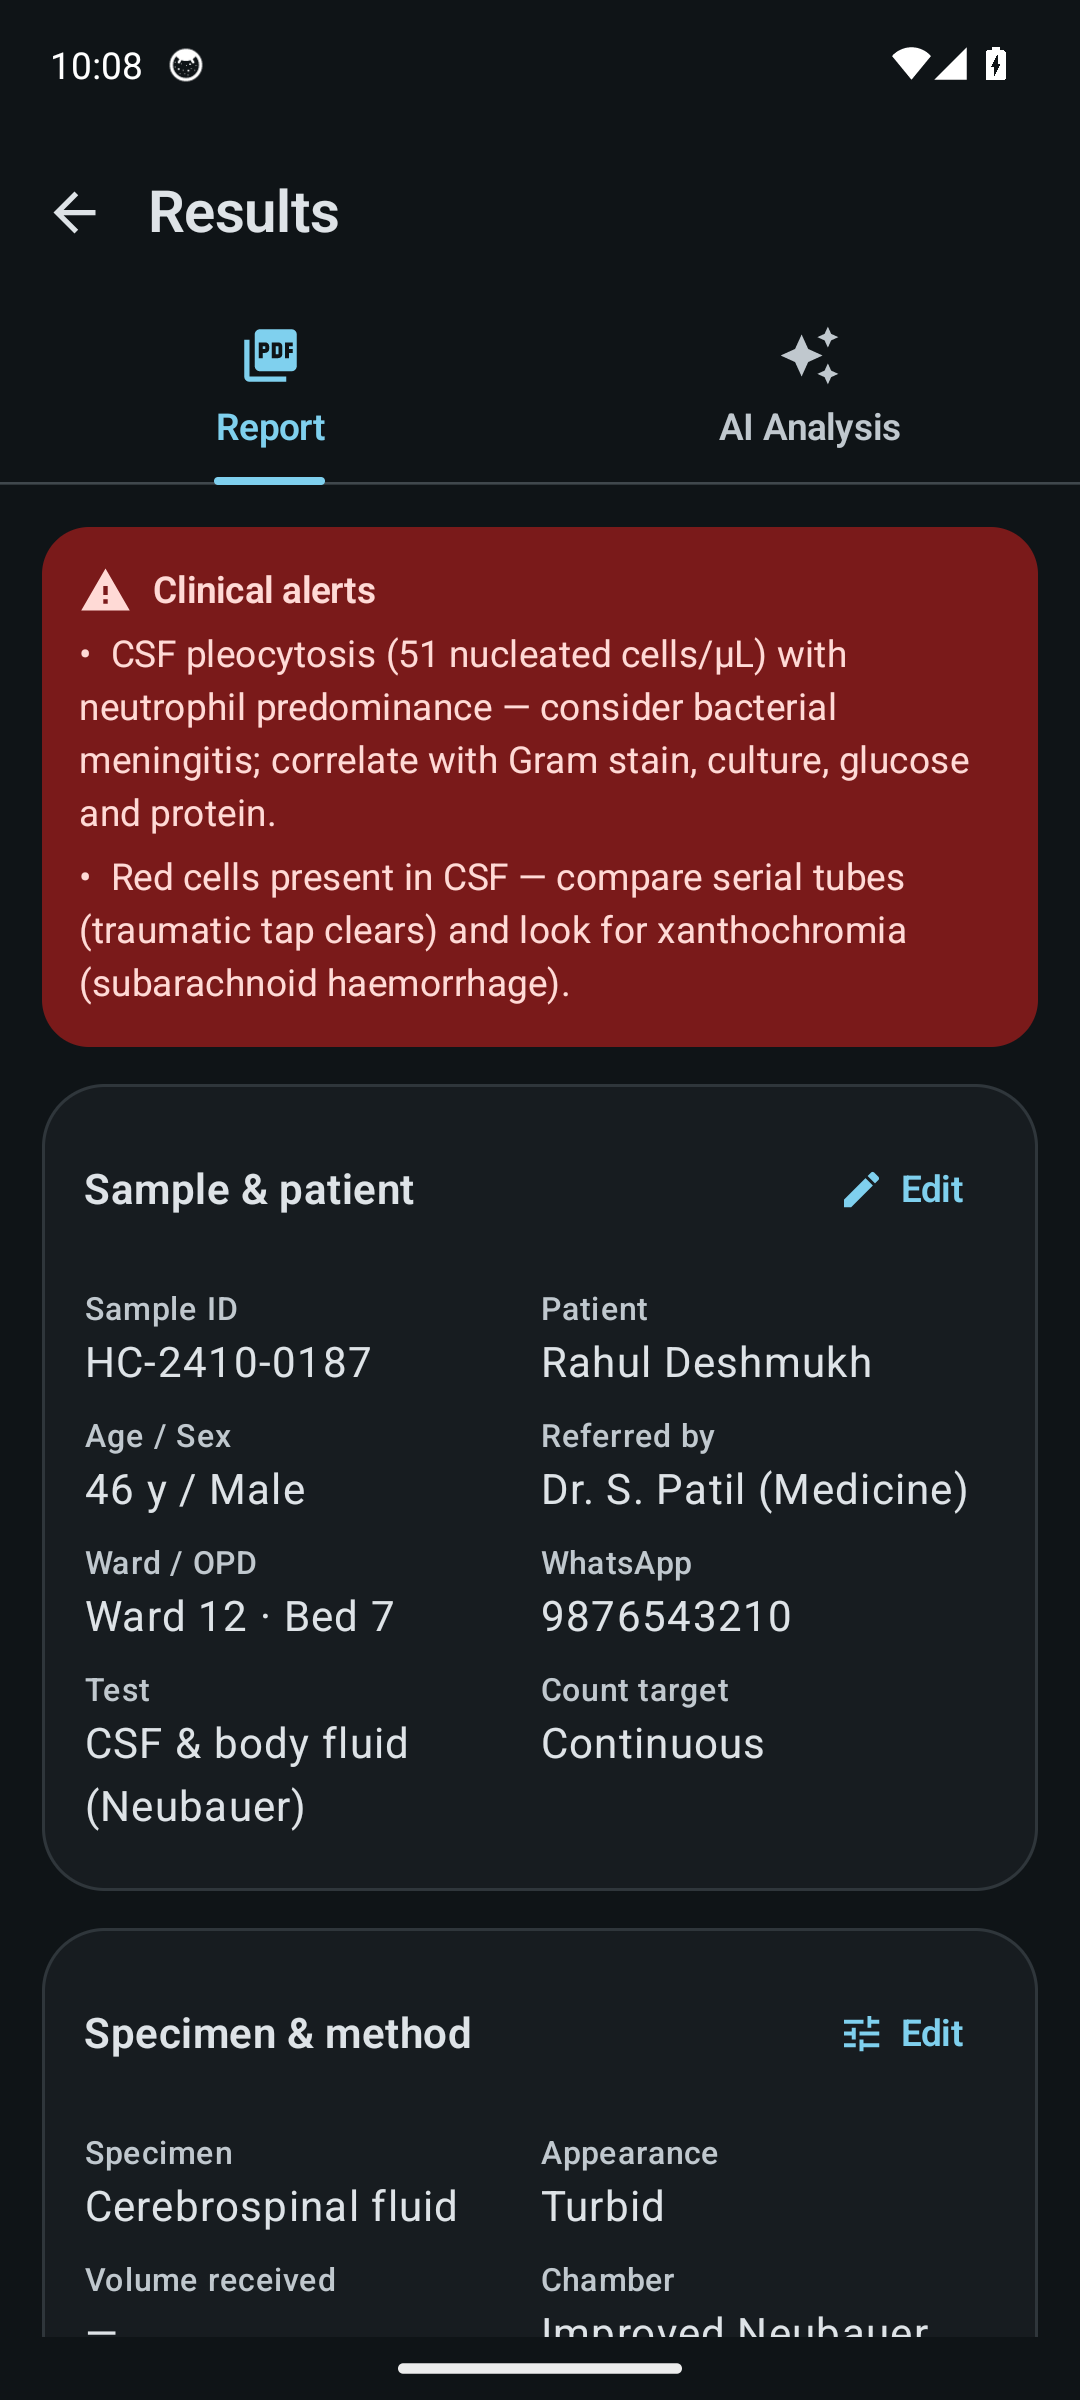 10:08
Results
PDF
Report
AI Analysis
Clinical alerts
• CSF pleocytosis (51 nucleated cells/µL) with
neutrophil predominance — consider bacterial
meningitis; correlate with Gram stain, culture, glucose
and protein.
• Red cells present in CSF — compare serial tubes
(traumatic tap clears) and look for xanthochromia
(subarachnoid haemorrhage).
Sample & patient
Edit
Sample ID
HC-2410-0187
Patient
Rahul Deshmukh
Age / Sex
46 y / Male
Referred by
Dr. S. Patil (Medicine)
Ward / OPD
Ward 12 · Bed 7
WhatsApp
9876543210
Test
CSF & body fluid
(Neubauer)
Count target
Continuous
Specimen & method
Edit
Specimen
Cerebrospinal fluid
Appearance
Turbid
Volume received
—
Chamber
Improved Neubauer